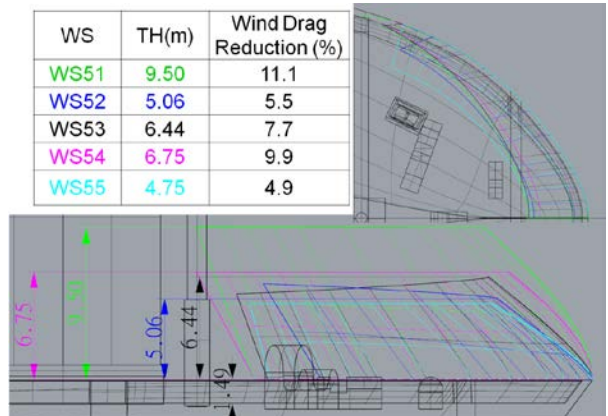 WS TH(m) Wind Drag
Reduction (%)
WS51 9.50 11.1
WS52 5.06 5.5
WS53 6.44 7.7
WS54 6.75 9.9
WS55 4.75 4.9
6.75
9.50
5.06
6.44
1.49